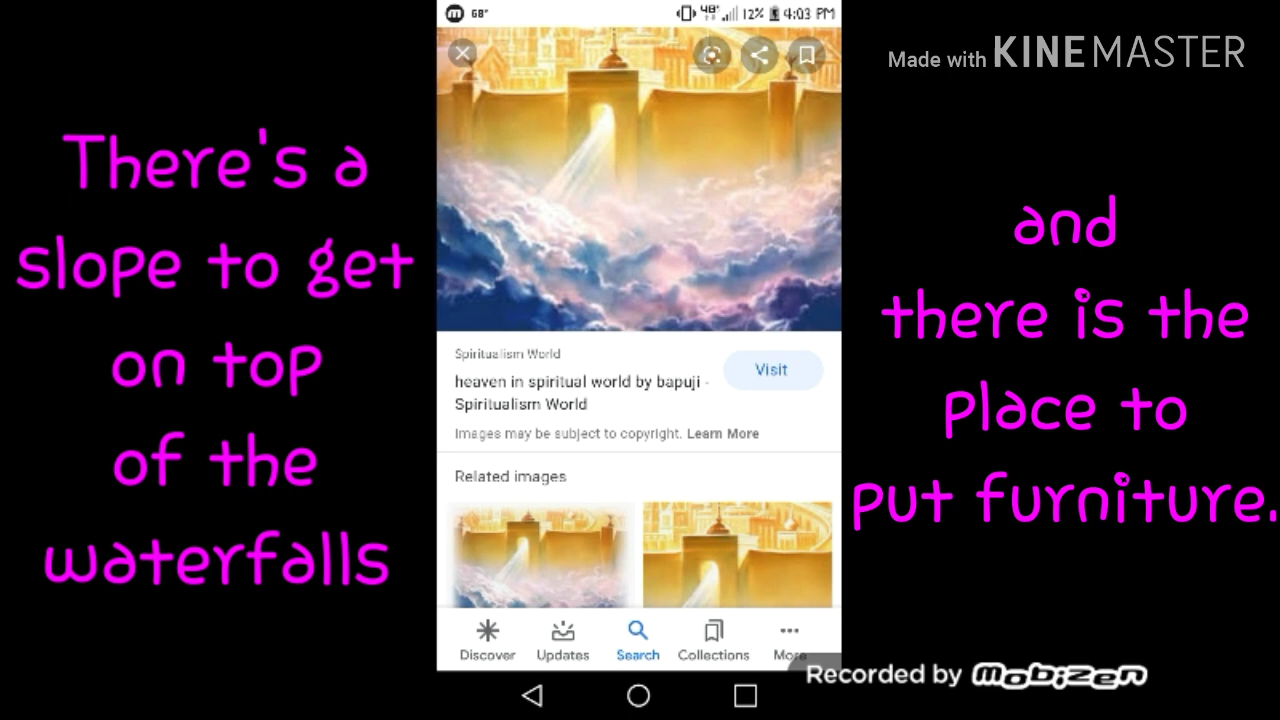 68°
48° 12% 4:03 PM
Made with KINEMASTER
There's a
slope to get
on top
of the
waterfalls
Spiritualism World
heaven in spiritual world by bapuji -
Spiritualism World
Visit
Images may be subject to copyright. Learn More
Related images
Discover Updates Search Collections More
and
there is the
place to
put furniture.
Recorded by Mobizen